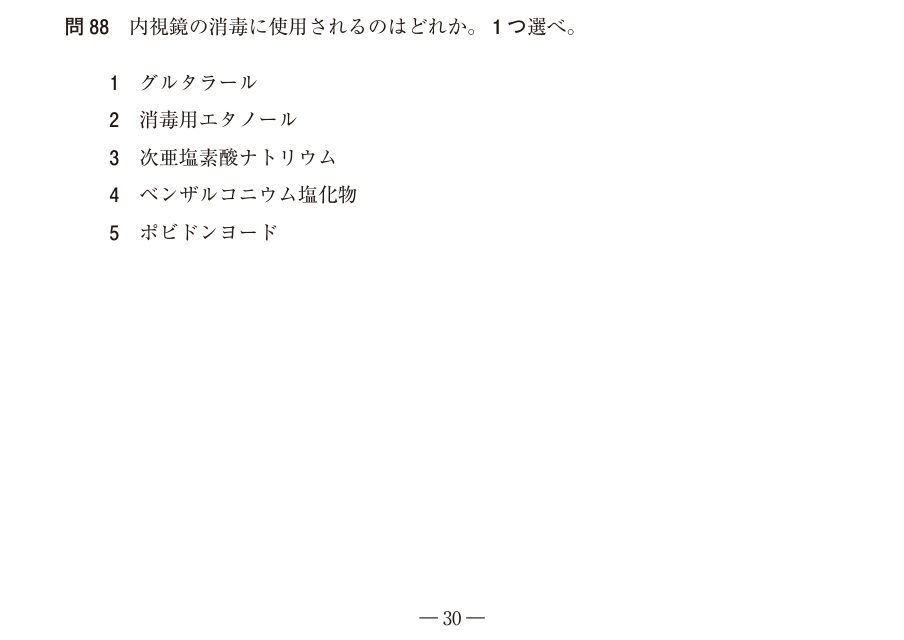 問 88　内視鏡の消毒に使用されるのはどれか。1つ選べ。
1　グルタラール
2　消毒用エタノール
3　次亜塩素酸ナトリウム
4　ベンザルコニウム塩化物
5　ポビドンヨード
— 30 —